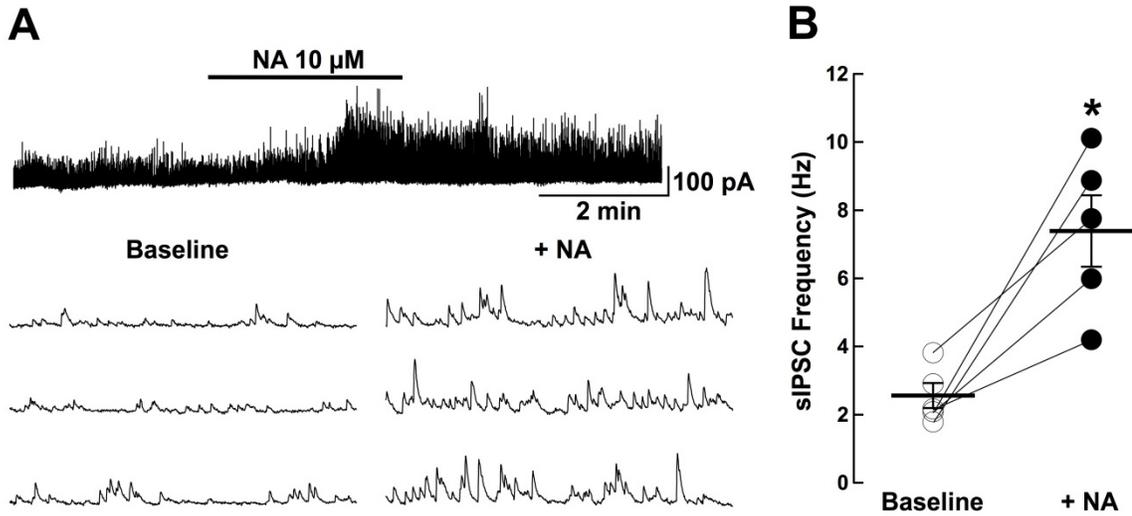 A
NA 10 µM
100 pA
2 min
Baseline
+ NA
B
sIPSC Frequency (Hz)
12
10
8
6
4
2
0
*
Baseline
+ NA